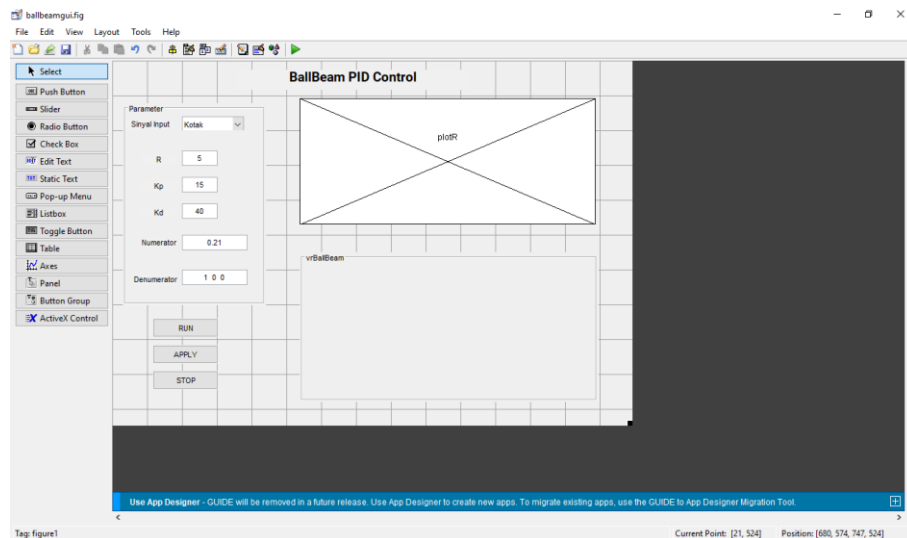 ballbeamgui.fig
File Edit View Layout Tools Help
Select
Push Button
Slider
Radio Button
Check Box
Edit Text
Static Text
Pop-up Menu
Listbox
Toggle Button
Table
Axes
Panel
Button Group
ActiveX Control
BallBeam PID Control
Parameter
Sinyal Input Kotak
R 5
Kp 15
Kd 40
Numerator 0.21
Denumerator 1 0 0
RUN
APPLY
STOP
plotR
vrBallBeam
Use App Designer - GUIDE will be removed in a future release. Use App Designer to create new apps. To migrate existing apps, use the GUIDE to App Designer Migration Tool.
Tag: figure1 Current Point: [21, 524] Position: [680, 574, 747, 524]